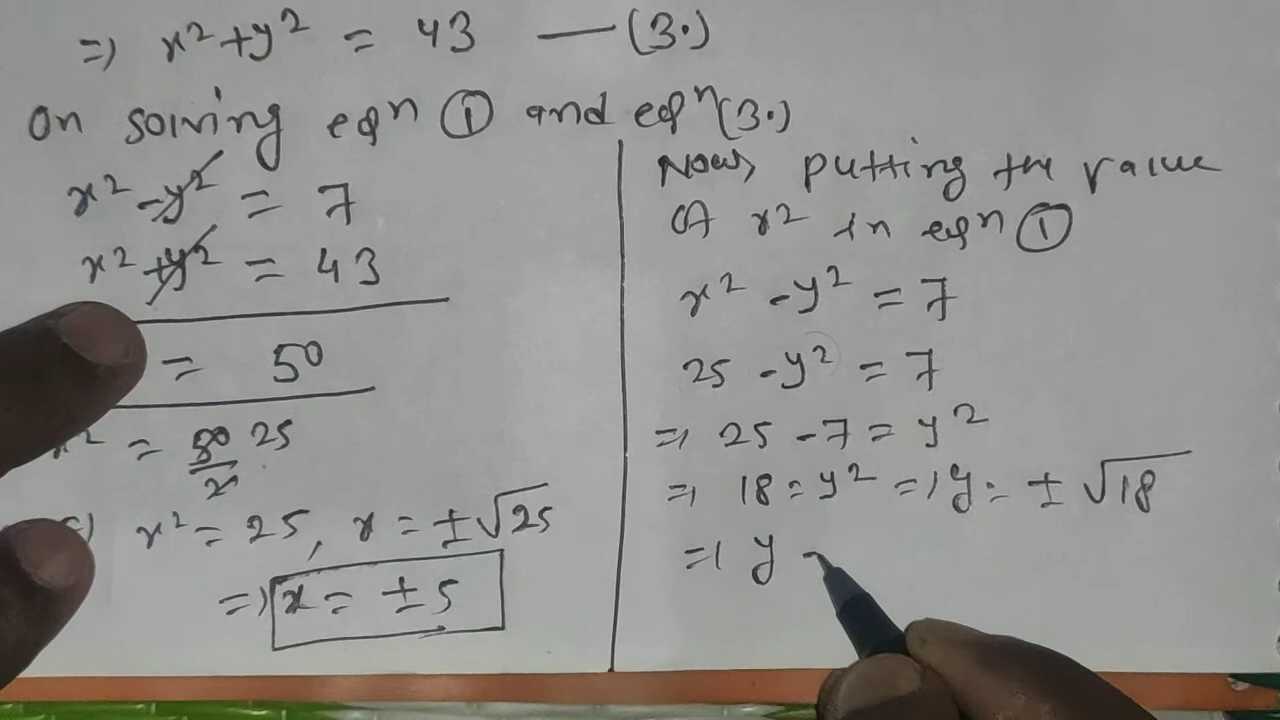 =) x²+y² = 43 —(3.)
On solving eqn ① and eqn(3.)
x² -y² = 7
x² +y² = 43
= 50
x² = 50/2 25
=) x² = 25, x = ±√25
=) x = ±5
Now, putting the value
of x² in eqn ①
x² -y² = 7
25 -y² = 7
=) 25 -7 = y²
=) 18 = y² =) y = ±√18
=) y